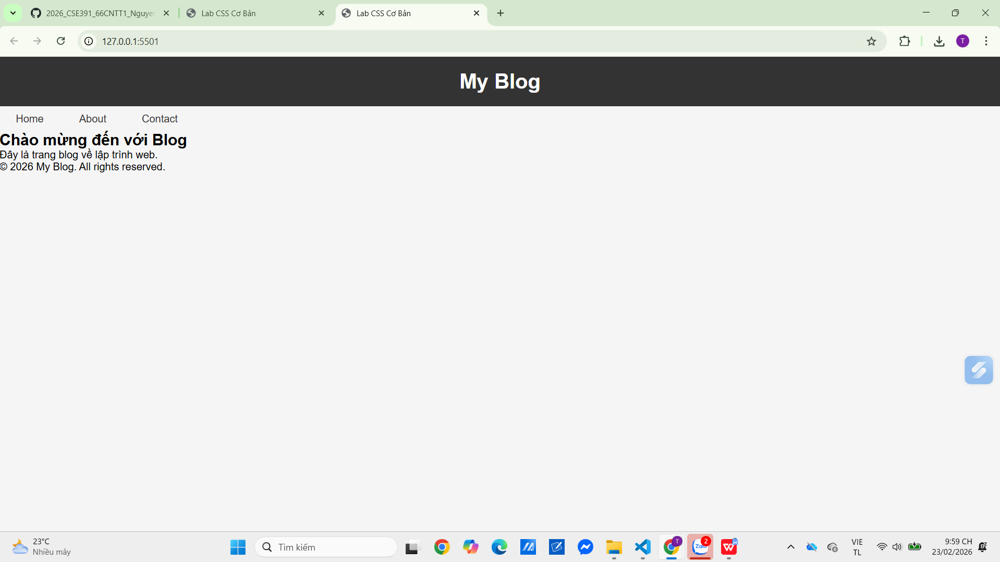 2026_CSE391_66CNTT1_Nguye
Lab CSS Cơ Bản
Lab CSS Cơ Bản
127.0.0.1:5501
T
My Blog
Home About Contact
Chào mừng đến với Blog
Đây là trang blog về lập trình web.
© 2026 My Blog. All rights reserved.
23°C
Nhiều mây
Tìm kiếm
T
Zalo
2
W
VIE
TL
9:59 CH
23/02/2026